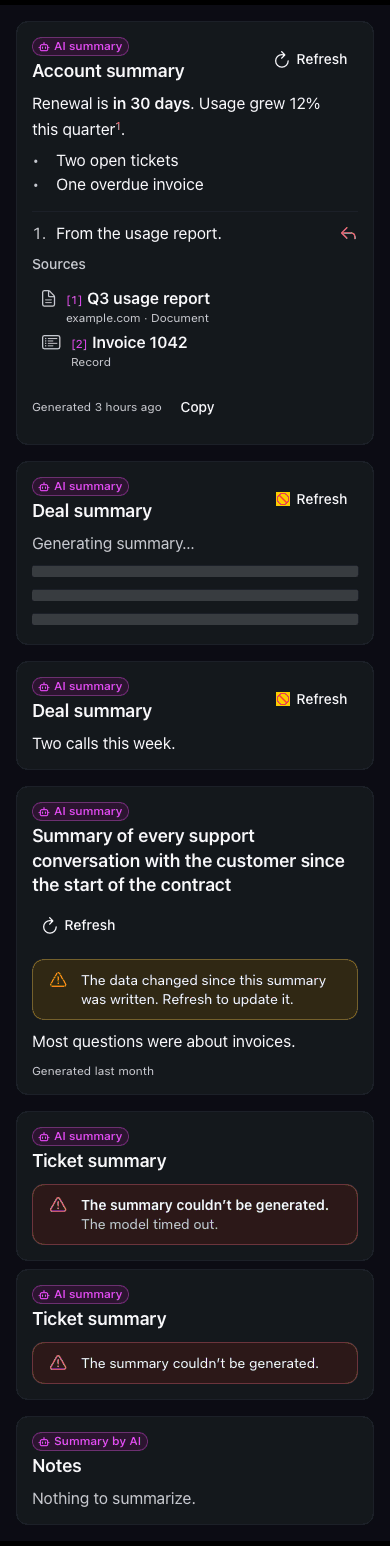 AI summary
Account summary
Refresh
Renewal is in 30 days. Usage grew 12%
this quarter¹.
• Two open tickets
• One overdue invoice
1. From the usage report.
Sources
[1] Q3 usage report
example.com · Document
[2] Invoice 1042
Record
Generated 3 hours ago
Copy
AI summary
Deal summary
Refresh
Generating summary...
AI summary
Deal summary
Refresh
Two calls this week.
AI summary
Summary of every support
conversation with the customer since
the start of the contract
Refresh
The data changed since this summary
was written. Refresh to update it.
Most questions were about invoices.
Generated last month
AI summary
Ticket summary
The summary couldn’t be generated.
The model timed out.
AI summary
Ticket summary
The summary couldn’t be generated.
Summary by AI
Notes
Nothing to summarize.